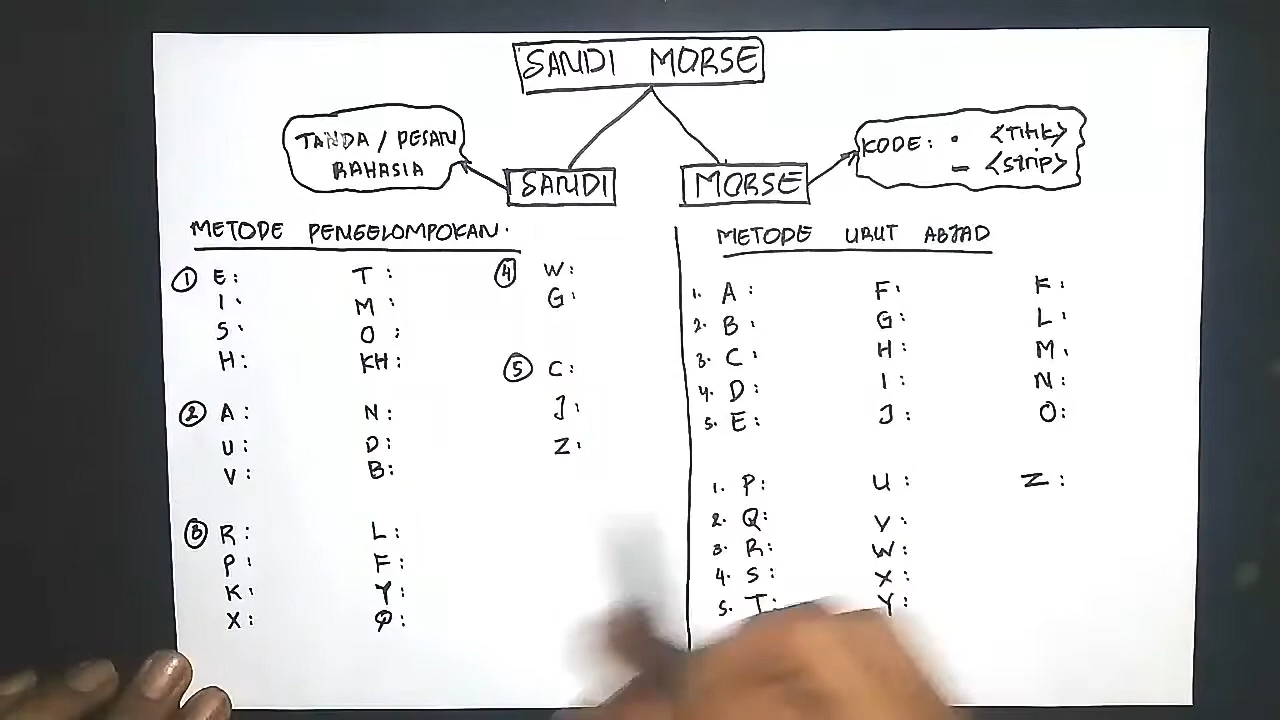 SANDI MORSE
TANDA / PESAN
RAHASIA
SANDI
MORSE
KODE: • <Titik>
– <strip>
METODE PENGELOMPOKAN.
① E: T: ④ W:
I: M: G:
S: O:
H: KH: ⑤ C:
② A: N: J:
U: D: Z:
V: B:
③ R: L:
P: F:
K: Y:
X: Q:
METODE URUT ABJAD
1. A: F: K:
2. B: G: L:
3. C: H: M:
4. D: I: N:
5. E: J: O:
1. P: U: Z:
2. Q: V:
3. R: W:
4. S: X:
5. T: Y: